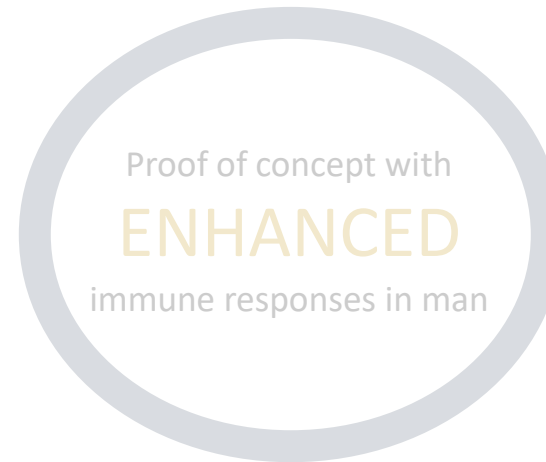 Proof of concept with
ENHANCED
immune responses in man